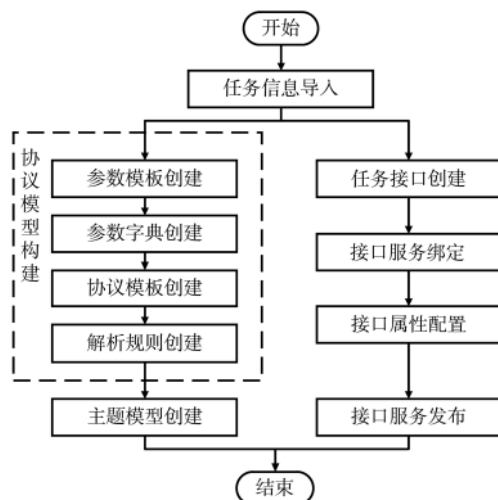 开始
任务信息导入
协议模型构建
参数模板创建
参数字典创建
协议模板创建
解析规则创建
主题模型创建
任务接口创建
接口服务绑定
接口属性配置
接口服务发布
结束